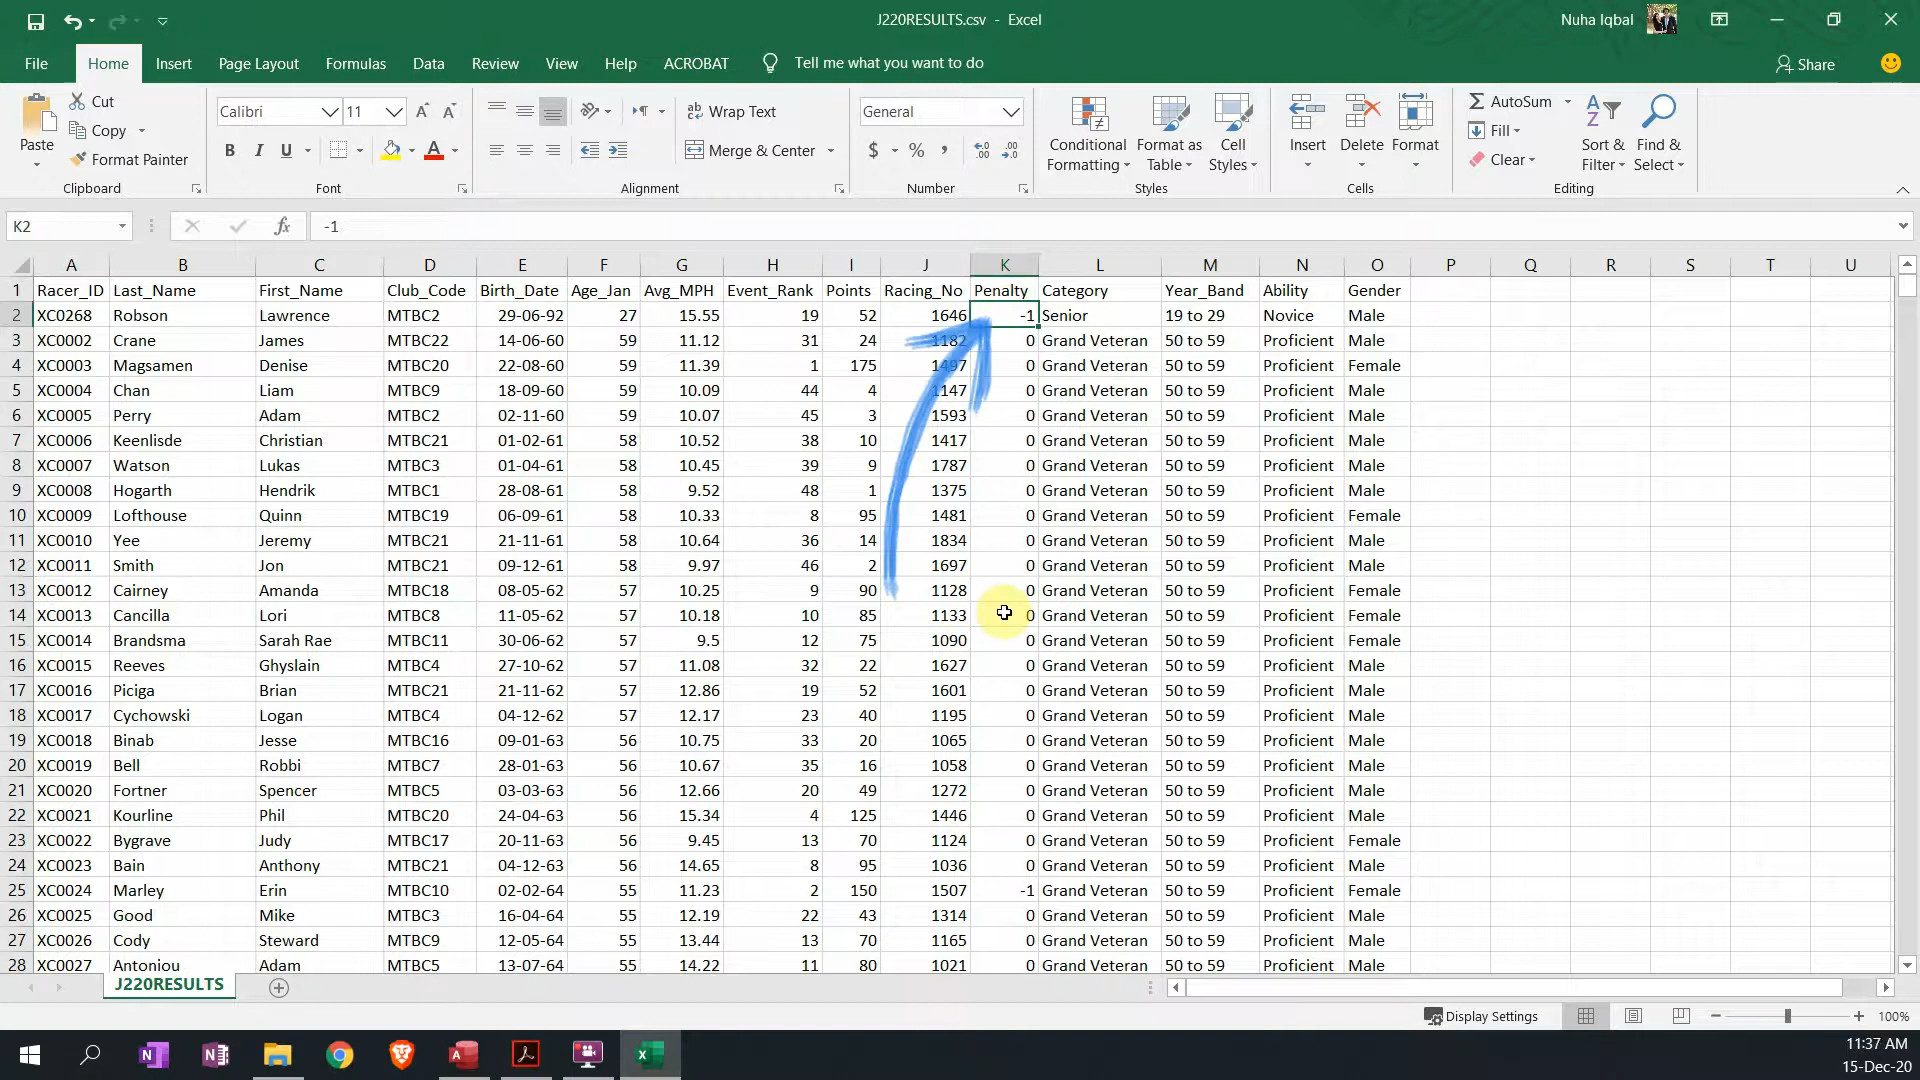 J220RESULTS.csv - Excel
Nuha Iqbal
File Home Insert Page Layout Formulas Data Review View Help ACROBAT Tell me what you want to do Share
Cut
Copy
Format Painter
Paste
Clipboard
Calibri 11
B I U
Font
Wrap Text
Merge & Center
Alignment
General
$ % ,
Number
Conditional Formatting
Format as Table
Cell Styles
Styles
Insert Delete Format
Cells
AutoSum
Fill
Clear
Sort & Filter
Find & Select
Editing
K2 fx -1
A B C D E F G H I J K L M N O P Q R S T U
1 Racer_ID Last_Name First_Name Club_Code Birth_Date Age_Jan Avg_MPH Event_Rank Points Racing_No Penalty Category Year_Band Ability Gender
2 XC0268 Robson Lawrence MTBC2 29-06-92 27 15.55 19 52 1646 -1 Senior 19 to 29 Novice Male
3 XC0002 Crane James MTBC22 14-06-60 59 11.12 31 24 1182 0 Grand Veteran 50 to 59 Proficient Male
4 XC0003 Magsamen Denise MTBC20 22-08-60 59 11.39 1 175 1497 0 Grand Veteran 50 to 59 Proficient Female
5 XC0004 Chan Liam MTBC9 18-09-60 59 10.09 44 4 1147 0 Grand Veteran 50 to 59 Proficient Male
6 XC0005 Perry Adam MTBC2 02-11-60 59 10.07 45 3 1593 0 Grand Veteran 50 to 59 Proficient Male
7 XC0006 Keenlisde Christian MTBC21 01-02-61 58 10.52 38 10 1417 0 Grand Veteran 50 to 59 Proficient Male
8 XC0007 Watson Lukas MTBC3 01-04-61 58 10.45 39 9 1787 0 Grand Veteran 50 to 59 Proficient Male
9 XC0008 Hogarth Hendrik MTBC1 28-08-61 58 9.52 48 1 1375 0 Grand Veteran 50 to 59 Proficient Male
10 XC0009 Lofthouse Quinn MTBC19 06-09-61 58 10.33 8 95 1481 0 Grand Veteran 50 to 59 Proficient Female
11 XC0010 Yee Jeremy MTBC21 21-11-61 58 10.64 36 14 1834 0 Grand Veteran 50 to 59 Proficient Male
12 XC0011 Smith Jon MTBC21 09-12-61 58 9.97 46 2 1697 0 Grand Veteran 50 to 59 Proficient Male
13 XC0012 Cairney Amanda MTBC18 08-05-62 57 10.25 9 90 1128 0 Grand Veteran 50 to 59 Proficient Female
14 XC0013 Cancilla Lori MTBC8 11-05-62 57 10.18 10 85 1133 0 Grand Veteran 50 to 59 Proficient Female
15 XC0014 Brandsma Sarah Rae MTBC11 30-06-62 57 9.5 12 75 1090 0 Grand Veteran 50 to 59 Proficient Female
16 XC0015 Reeves Ghyslain MTBC4 27-10-62 57 11.08 32 22 1627 0 Grand Veteran 50 to 59 Proficient Male
17 XC0016 Piciga Brian MTBC21 21-11-62 57 12.86 19 52 1601 0 Grand Veteran 50 to 59 Proficient Male
18 XC0017 Cychowski Logan MTBC4 04-12-62 57 12.17 23 40 1195 0 Grand Veteran 50 to 59 Proficient Male
19 XC0018 Binab Jesse MTBC16 09-01-63 56 10.75 33 20 1065 0 Grand Veteran 50 to 59 Proficient Male
20 XC0019 Bell Robbi MTBC7 28-01-63 56 10.67 35 16 1058 0 Grand Veteran 50 to 59 Proficient Male
21 XC0020 Fortner Spencer MTBC5 03-03-63 56 12.66 20 49 1272 0 Grand Veteran 50 to 59 Proficient Male
22 XC0021 Kourline Phil MTBC20 24-04-63 56 15.34 4 125 1446 0 Grand Veteran 50 to 59 Proficient Male
23 XC0022 Bygrave Judy MTBC17 20-11-63 56 9.45 13 70 1124 0 Grand Veteran 50 to 59 Proficient Female
24 XC0023 Bain Anthony MTBC21 04-12-63 56 14.65 8 95 1036 0 Grand Veteran 50 to 59 Proficient Male
25 XC0024 Marley Erin MTBC10 02-02-64 55 11.23 2 150 1507 -1 Grand Veteran 50 to 59 Proficient Female
26 XC0025 Good Mike MTBC3 16-04-64 55 12.19 22 43 1314 0 Grand Veteran 50 to 59 Proficient Male
27 XC0026 Cody Steward MTBC9 12-05-64 55 13.44 13 70 1165 0 Grand Veteran 50 to 59 Proficient Male
28 XC0027 Antoniou Adam MTBC5 13-07-64 55 14.22 11 80 1021 0 Grand Veteran 50 to 59 Proficient Male
J220RESULTS
Display Settings 100%
11:37 AM
15-Dec-20